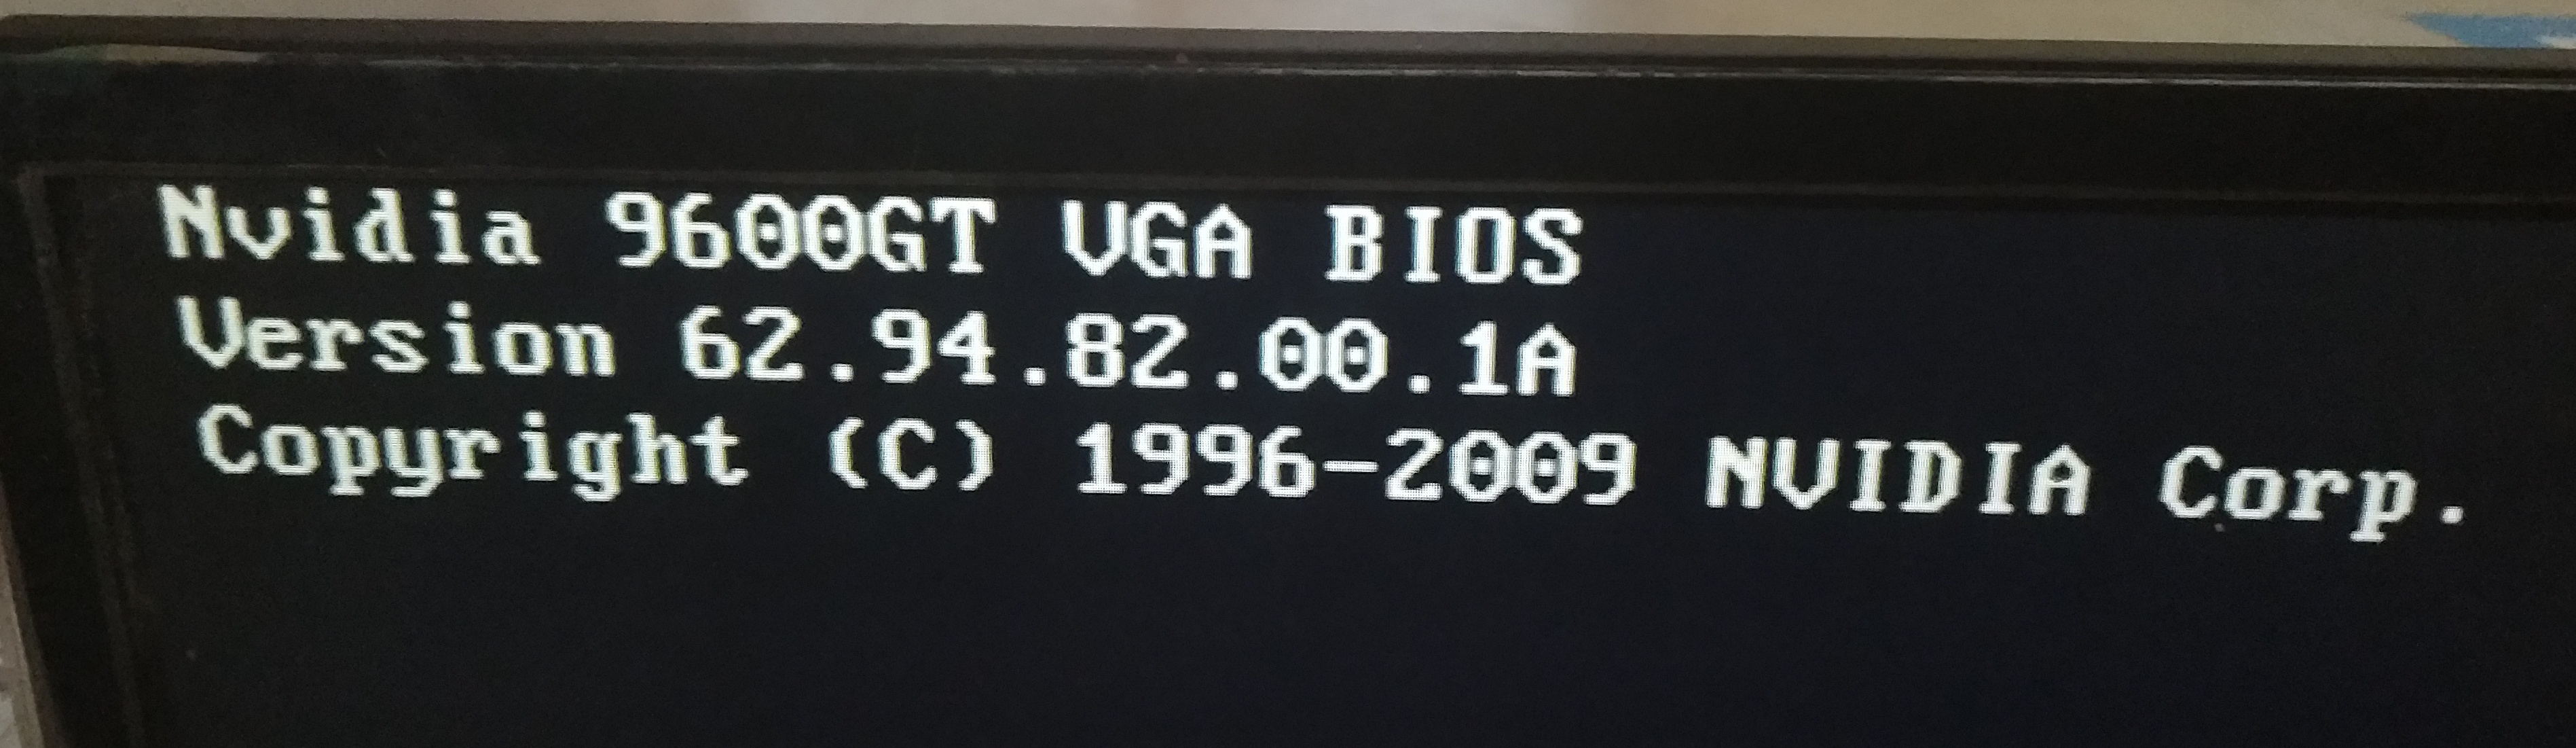 Nvidia 9600GT VGA BIOS
Version 62.94.82.00.1A
Copyright (C) 1996-2009 NVIDIA Corp.